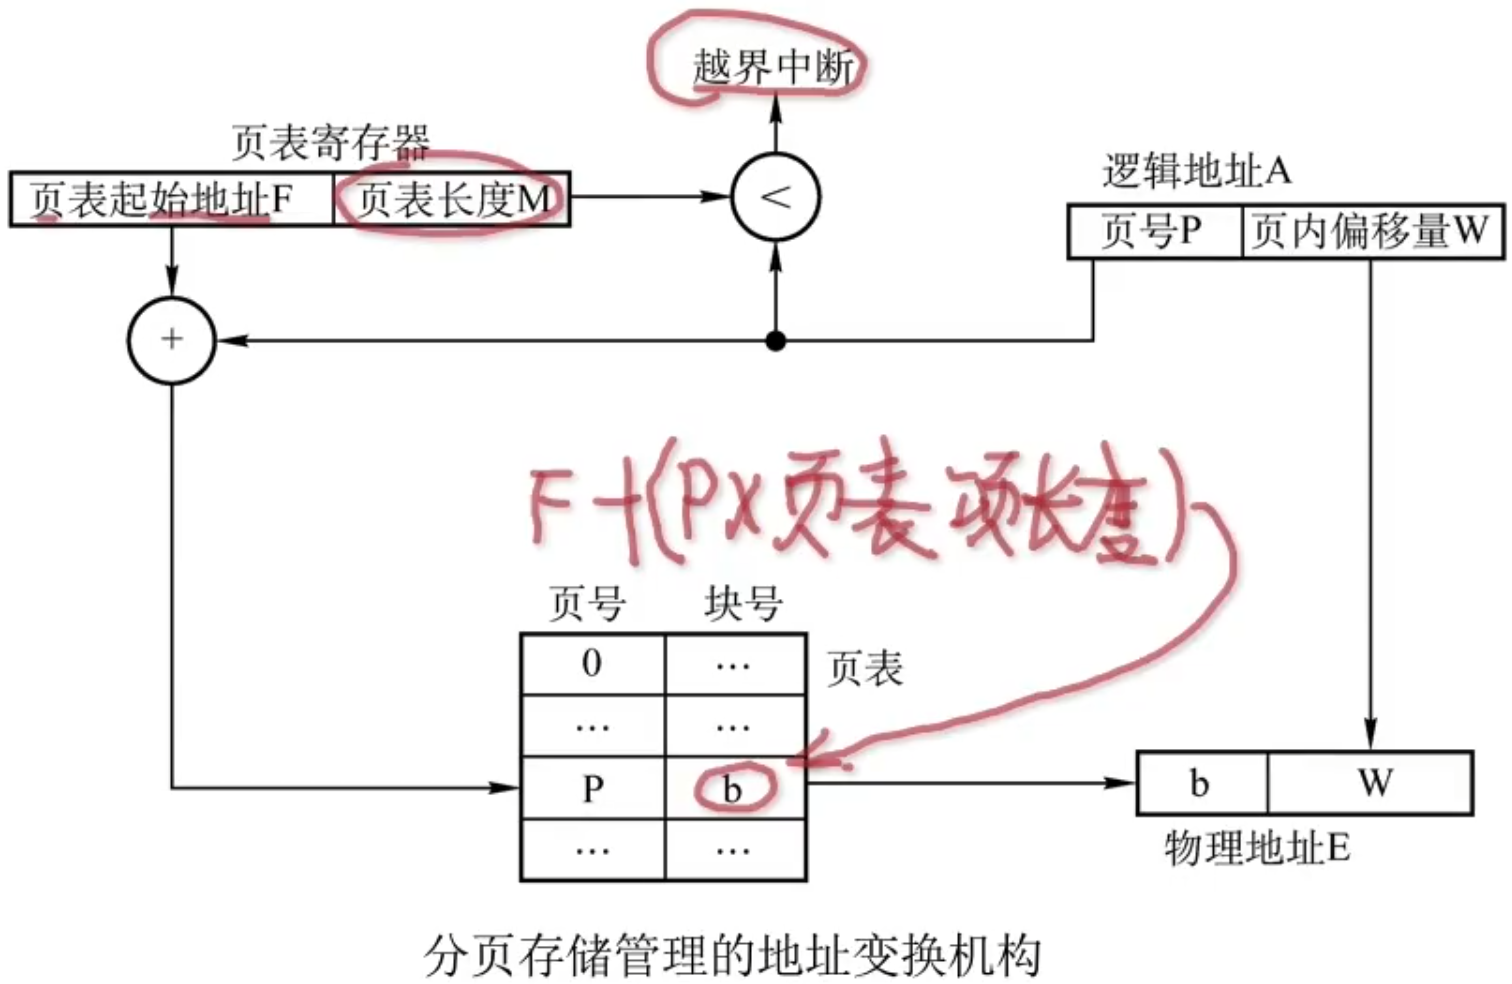 越界中断
页表寄存器
页表起始地址F 页表长度M
<
逻辑地址A
页号P 页内偏移量W
+
F+(P×页表项长度)
页号 块号
0 …
页表
… …
P b
… …
b W
物理地址E
分页存储管理的地址变换机构